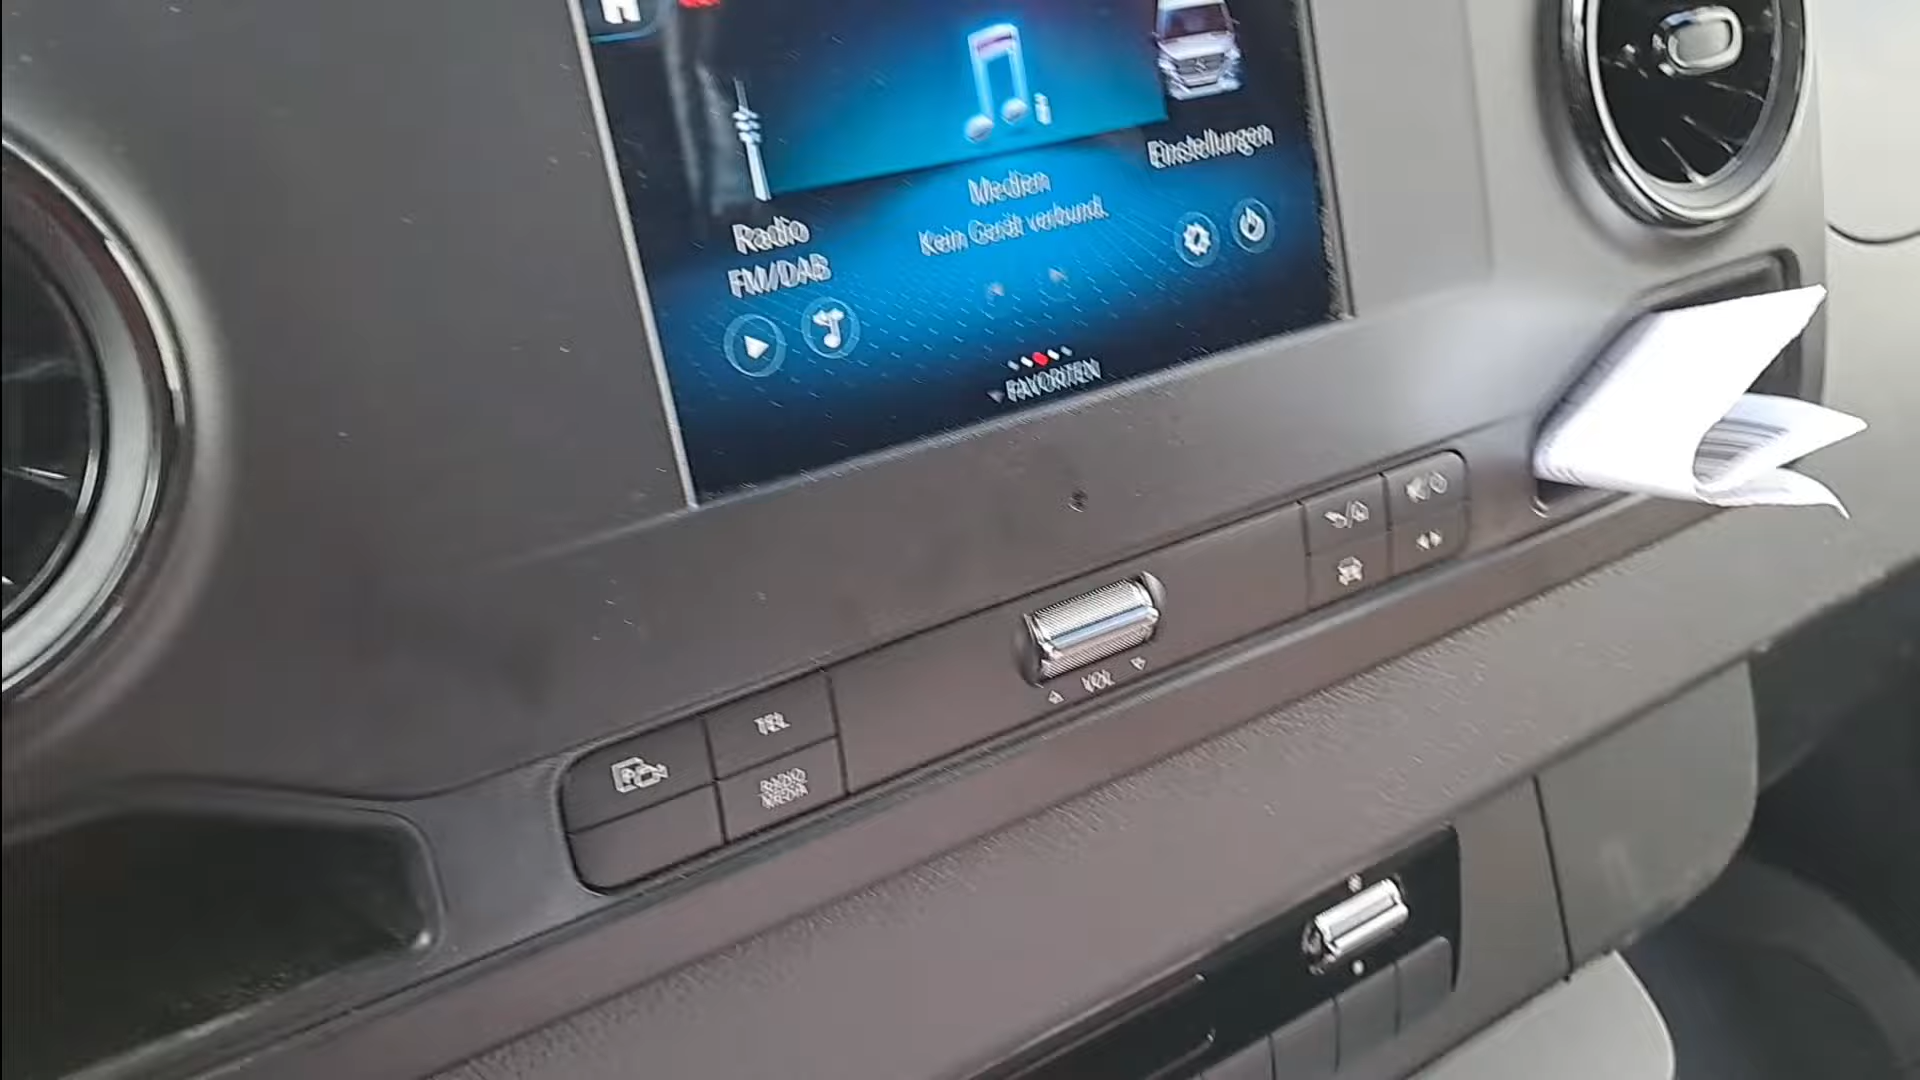 Einstellungen
Medien
Kein Gerät verbund.
Radio
FM/DAB
FAVORITEN
VOL
TEL
RADIO
MEDIA